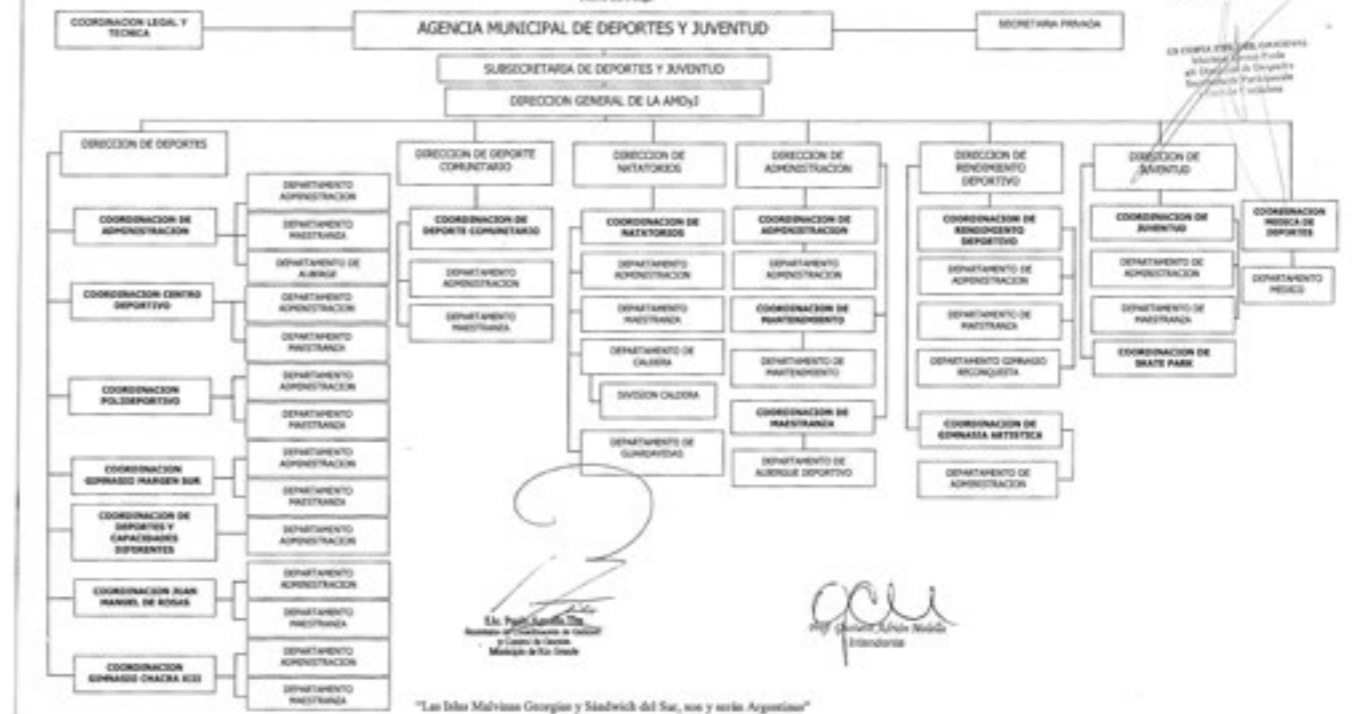 COORDINACION LEGAL Y
TECNICA
AGENCIA MUNICIPAL DE DEPORTES Y JUVENTUD
SECRETARIA PRIVADA
SUBSECRETARIA DE DEPORTES Y JUVENTUD
DIRECCION GENERAL DE LA AMDyJ
DIRECCION DE DEPORTES
COORDINACION DE
ADMINISTRACION
DEPARTAMENTO
ADMINISTRACION
DEPARTAMENTO
MAESTRANZA
DEPARTAMENTO DE
ALBERGE
COORDINACION CENTRO
DEPORTIVO
DEPARTAMENTO
ADMINISTRACION
DEPARTAMENTO
MAESTRANZA
COORDINACION
POLIDEPORTIVO
DEPARTAMENTO
ADMINISTRACION
DEPARTAMENTO
MAESTRANZA
COORDINACION
GIMNASIO MARGEN SUR
DEPARTAMENTO
ADMINISTRACION
DEPARTAMENTO
MAESTRANZA
COORDINACION DE
DEPORTES Y
CAPACIDADES
DIFERENTES
DEPARTAMENTO
ADMINISTRACION
COORDINACION JUAN
MANUEL DE ROSAS
DEPARTAMENTO
ADMINISTRACION
DEPARTAMENTO
MAESTRANZA
COORDINACION
GIMNASIO CHACRA XIII
DEPARTAMENTO
ADMINISTRACION
DEPARTAMENTO
MAESTRANZA
DIRECCION DE DEPORTE
COMUNITARIO
COORDINACION DE
DEPORTE COMUNITARIO
DEPARTAMENTO
ADMINISTRACION
DEPARTAMENTO
MAESTRANZA
DIRECCION DE
NATATORIOS
COORDINACION DE
NATATORIOS
DEPARTAMENTO
ADMINISTRACION
DEPARTAMENTO
MAESTRANZA
DEPARTAMENTO DE
CALDERA
DIVISION CALDERA
DEPARTAMENTO DE
GUARDAVIDAS
DIRECCION DE
ADMINISTRACION
COORDINACION DE
ADMINISTRACION
DEPARTAMENTO
ADMINISTRACION
COORDINACION DE
MANTENIMIENTO
DEPARTAMENTO DE
MANTENIMIENTO
COORDINACION DE
MAESTRANZA
DEPARTAMENTO DE
ALBERGUE DEPORTIVO
DIRECCION DE
RENDIMIENTO
DEPORTIVO
COORDINACION DE
RENDIMIENTO
DEPORTIVO
DEPARTAMENTO DE
ADMINISTRACION
DEPARTAMENTO DE
MAESTRANZA
DEPARTAMENTO GIMNASIO
RECONQUISTA
COORDINACION DE
GIMNASIA ARTISTICA
DEPARTAMENTO DE
ADMINISTRACION
DIRECCION DE
JUVENTUD
COORDINACION DE
JUVENTUD
DEPARTAMENTO DE
ADMINISTRACION
DEPARTAMENTO DE
MAESTRANZA
COORDINACION DE
SKATE PARK
COORDINACION
MEDICA DE
DEPORTES
DEPARTAMENTO
MEDICO
Municipio de Río Grande
Intendente
"Las Islas Malvinas Georgias y Sándwich del Sur, son y serán Argentinas"